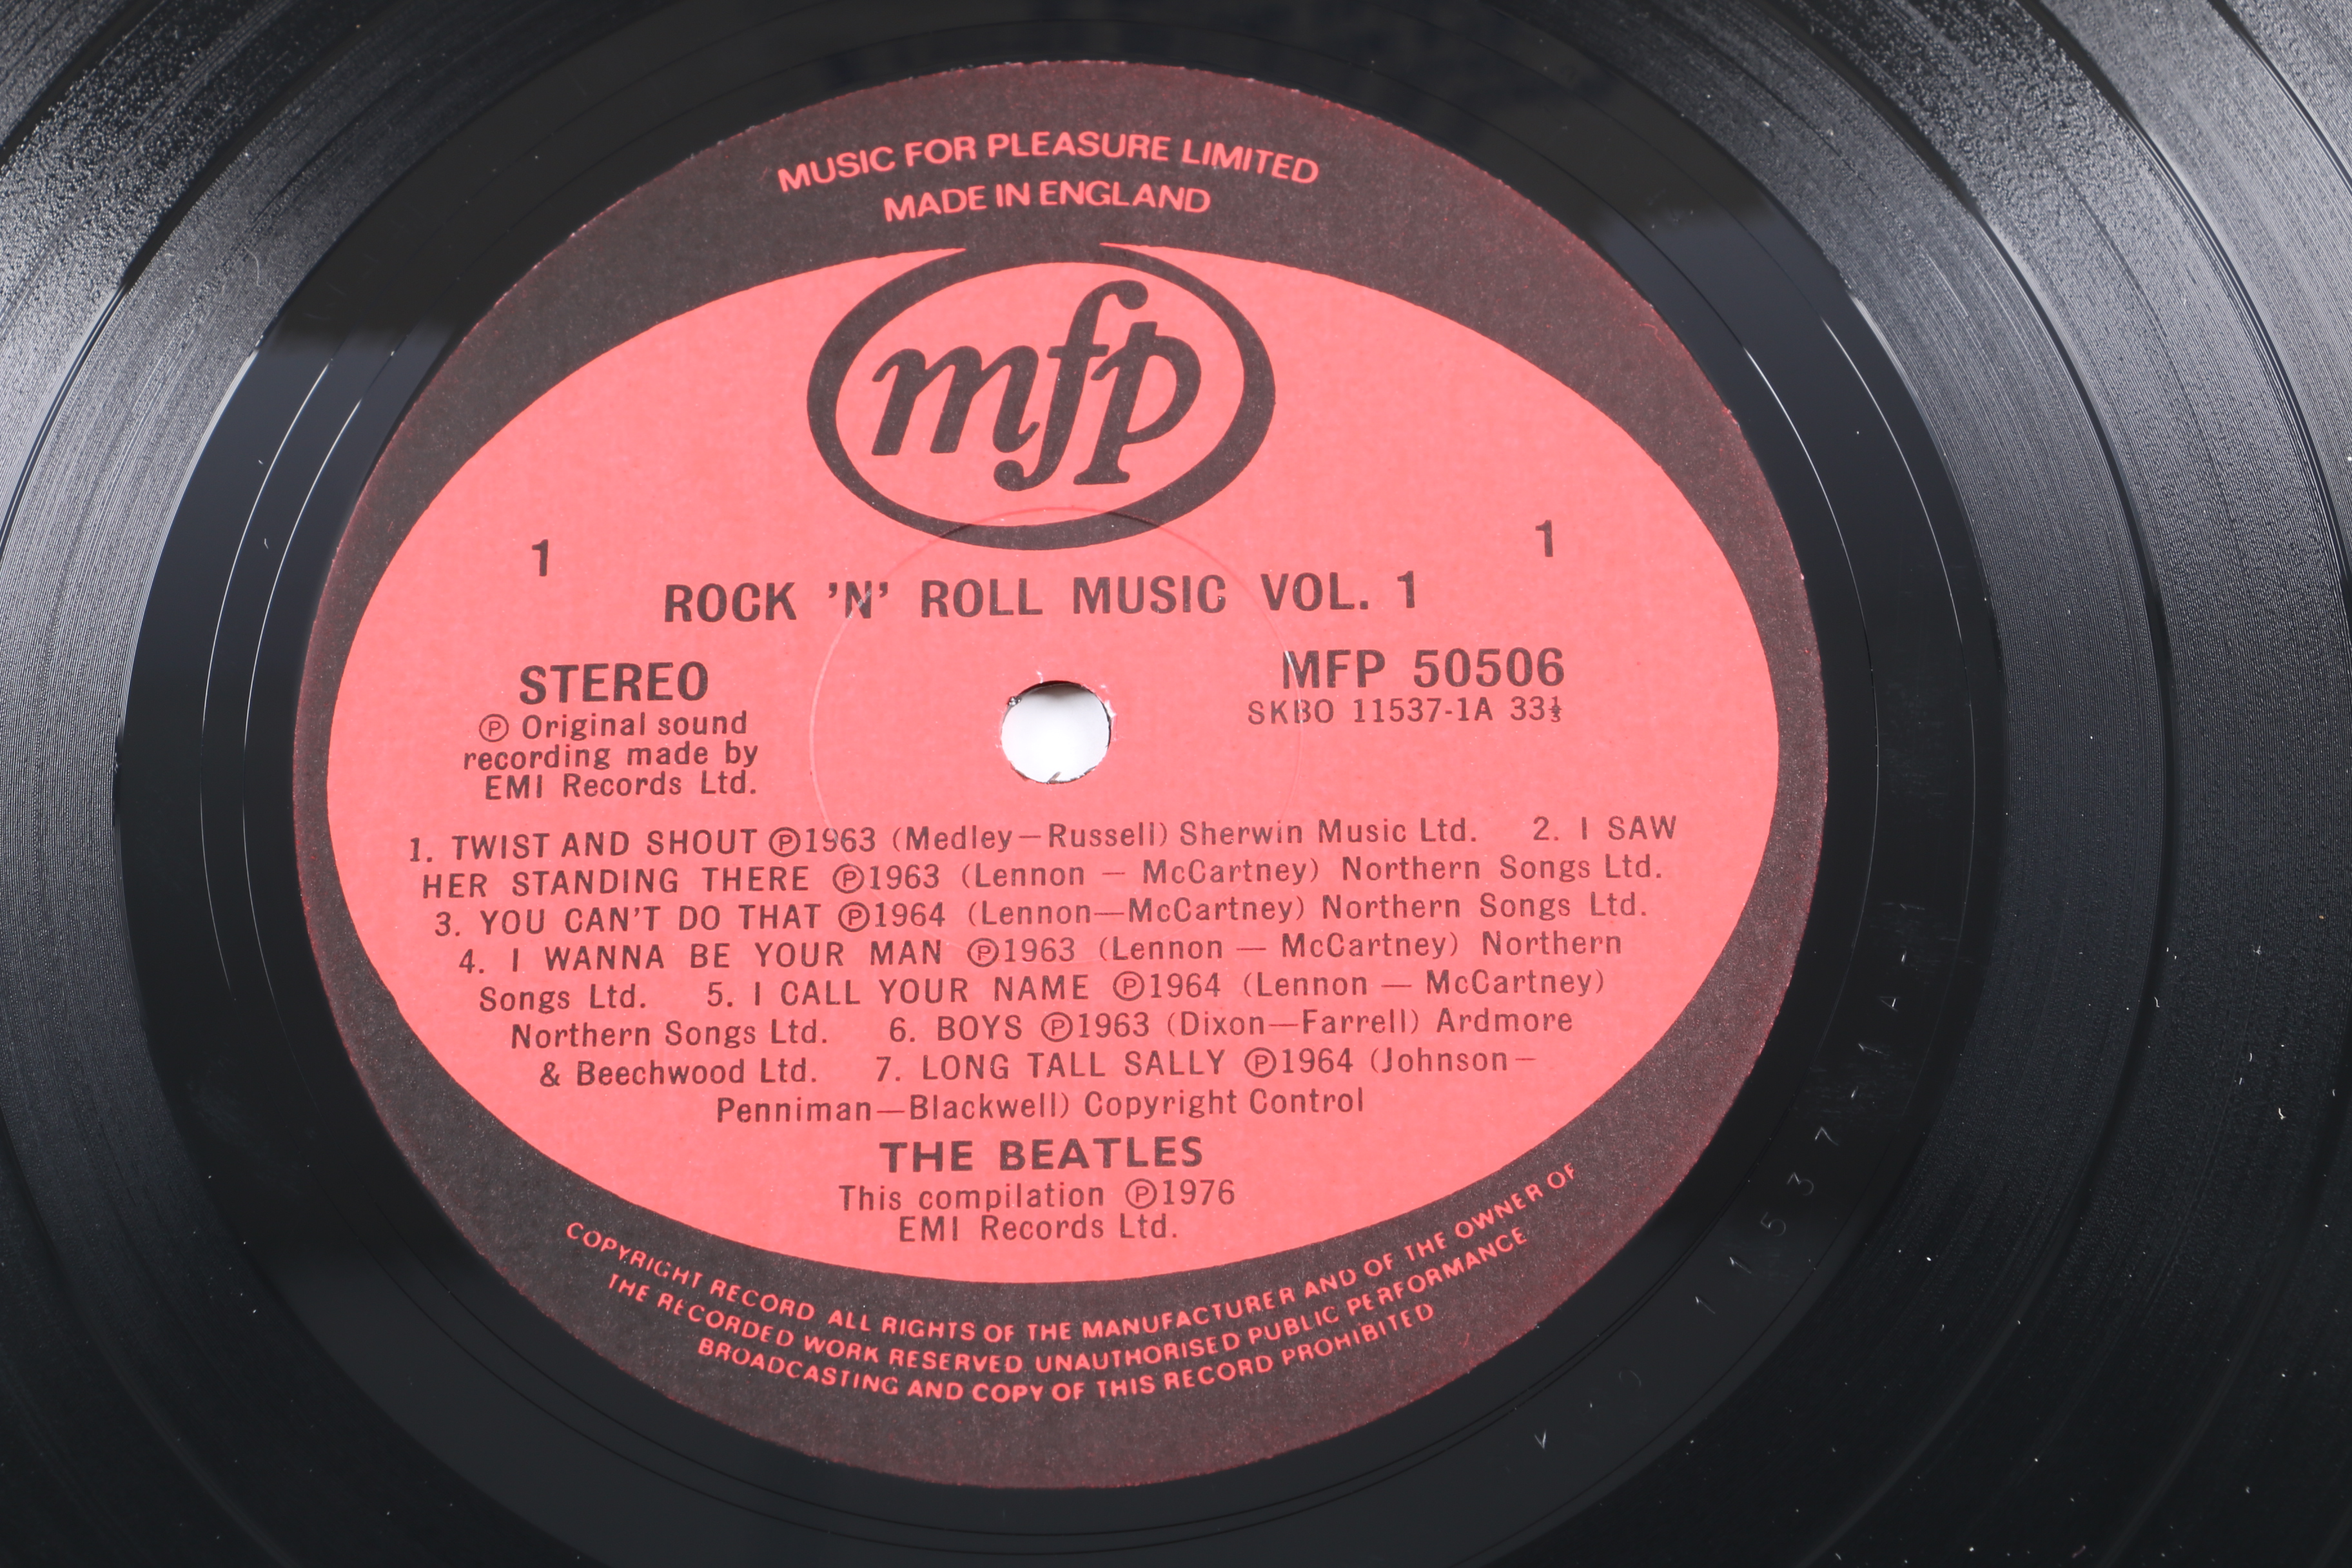 MUSIC FOR PLEASURE LIMITED
MADE IN ENGLAND
mfp
1 1
ROCK 'N' ROLL MUSIC VOL. 1
STEREO MFP 50506
SKBO 11537-1A 33⅓
℗ Original sound
recording made by
EMI Records Ltd.
1. TWIST AND SHOUT ℗1963 (Medley—Russell) Sherwin Music Ltd. 2. I SAW
HER STANDING THERE ℗1963 (Lennon — McCartney) Northern Songs Ltd.
3. YOU CAN'T DO THAT ℗1964 (Lennon—McCartney) Northern Songs Ltd.
4. I WANNA BE YOUR MAN ℗1963 (Lennon — McCartney) Northern
Songs Ltd. 5. I CALL YOUR NAME ℗1964 (Lennon — McCartney)
Northern Songs Ltd. 6. BOYS ℗1963 (Dixon—Farrell) Ardmore
& Beechwood Ltd. 7. LONG TALL SALLY ℗1964 (Johnson—
Penniman—Blackwell) Copyright Control
THE BEATLES
This compilation ℗1976
EMI Records Ltd.
COPYRIGHT RECORD ALL RIGHTS OF THE MANUFACTURER AND OF THE OWNER OF
THE RECORDED WORK RESERVED UNAUTHORISED PUBLIC PERFORMANCE
BROADCASTING AND COPY OF THIS RECORD PROHIBITED